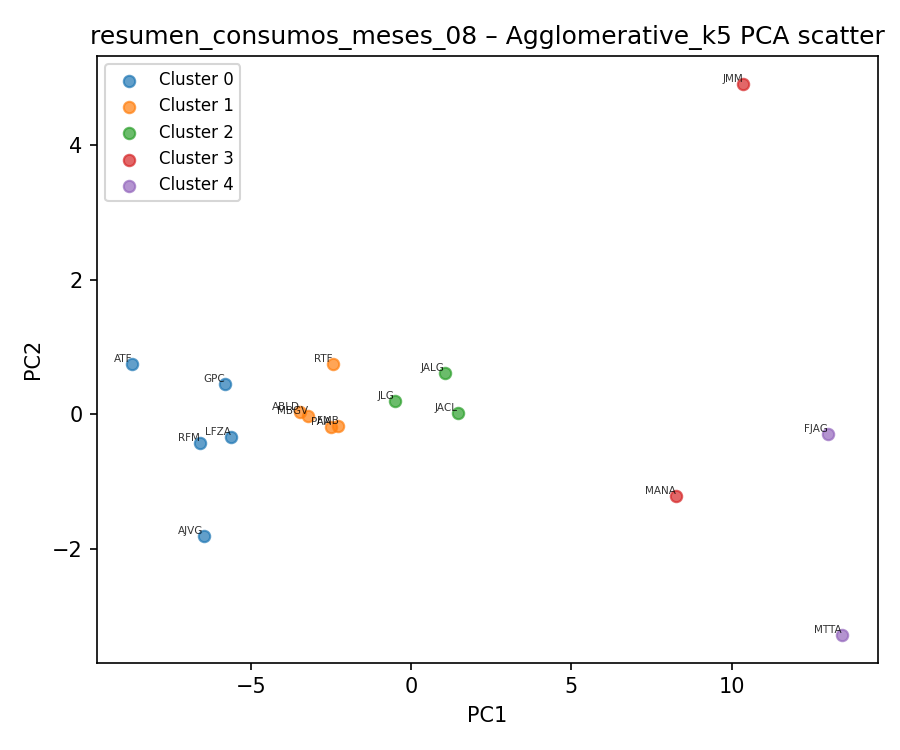 resumen_consumos_meses_08 – Agglomerative_k5 PCA scatter
Cluster 0
Cluster 1
Cluster 2
Cluster 3
Cluster 4
JMM
4
2
ATF
RTF
JALG
GPC
JLG
ABLD
MBGV
JACL
0
PC2
RFM
LFZA
FJAG
MANA
AJVG
−2
MTTA
−5
0
5
10
PC1